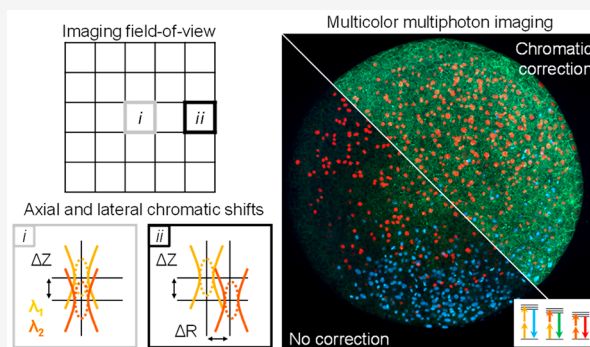 Imaging field-of-view
i
ii
Axial and lateral chromatic shifts
i
ΔZ
λ1
λ2
ii
ΔZ
ΔR
Multicolor multiphoton imaging
Chromatic
correction
No correction